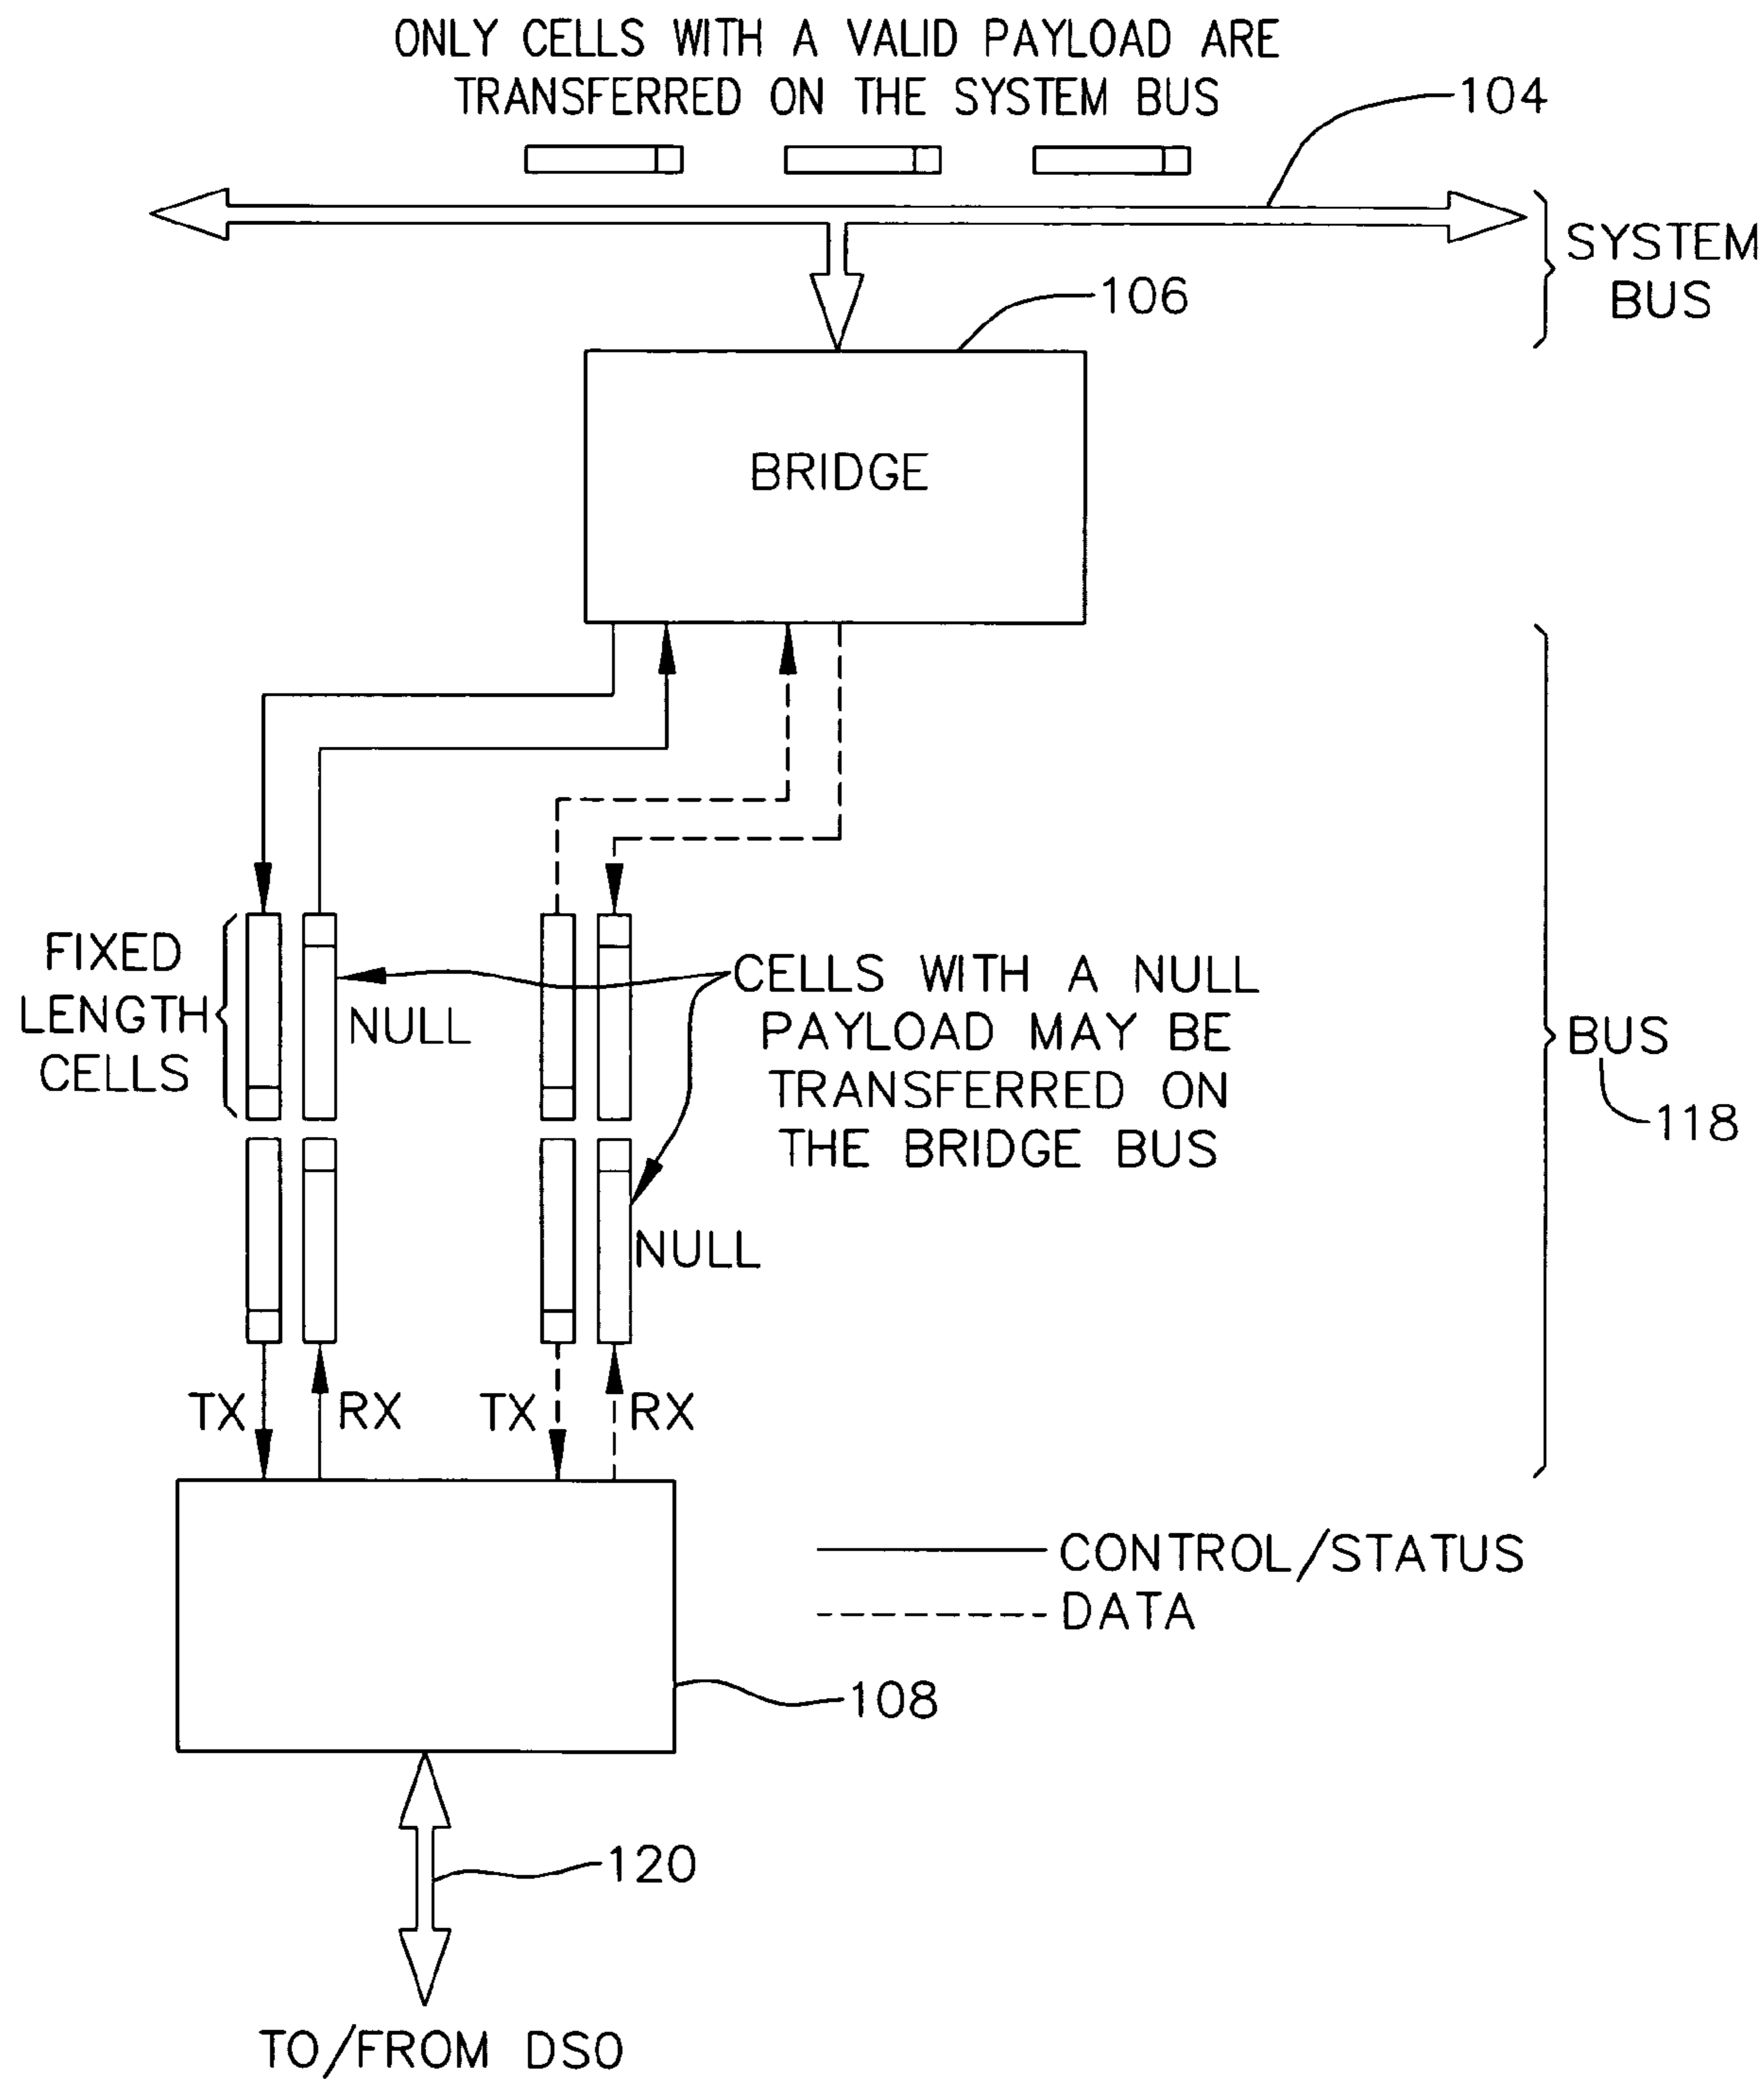 ONLY CELLS WITH A VALID PAYLOAD ARE
TRANSFERRED ON THE SYSTEM BUS
104
SYSTEM
BUS
106
BRIDGE
FIXED
LENGTH
CELLS
NULL
CELLS WITH A NULL
PAYLOAD MAY BE
TRANSFERRED ON
THE BRIDGE BUS
BUS
118
NULL
TX
RX
TX
RX
CONTROL/STATUS
DATA
108
120
TO/FROM DS0